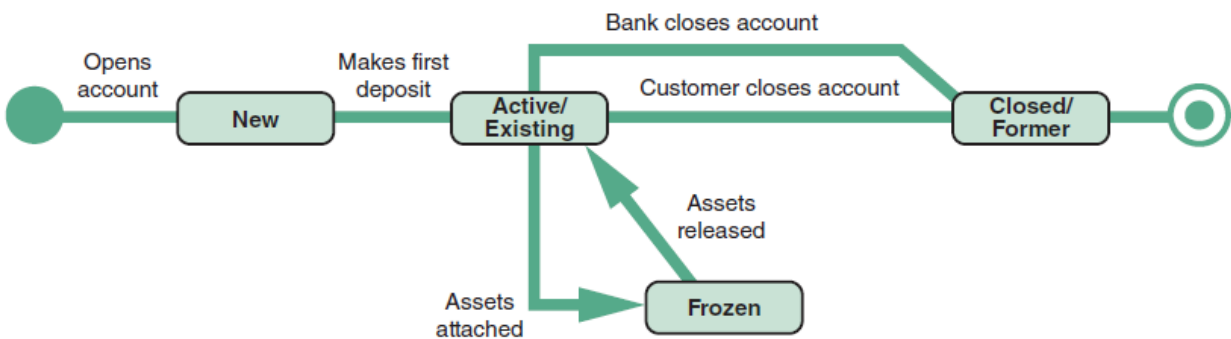 Bank closes account
Opens
account
Makes first
deposit
Customer closes account
New
Active/
Existing
Closed/
Former
Assets
released
Assets
attached
Frozen